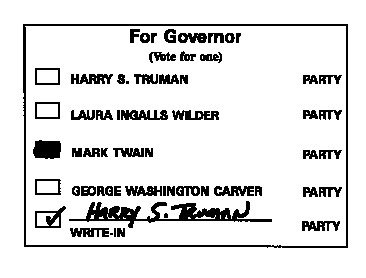 For Governor
(Vote for one)
HARRY S. TRUMAN PARTY
LAURA INGALLS WILDER PARTY
MARK TWAIN PARTY
GEORGE WASHINGTON CARVER PARTY
HARRY S. TRUMAN
WRITE-IN PARTY